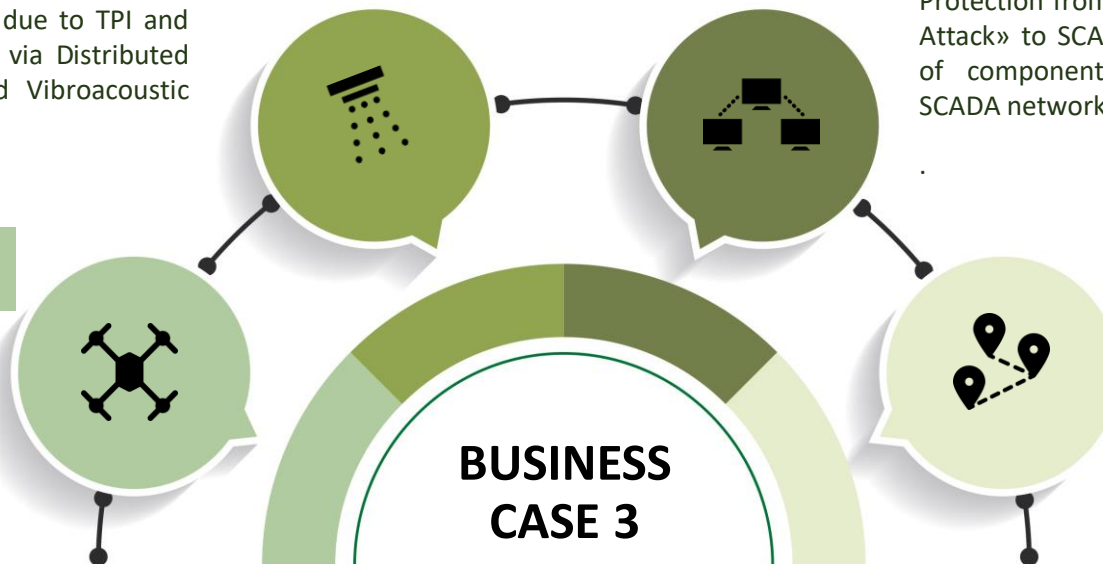 due to TPI and
via Distributed
d Vibroacoustic
Protection from
Attack» to SCA
of component
SCADA network
.
BUSINESS
CASE 3